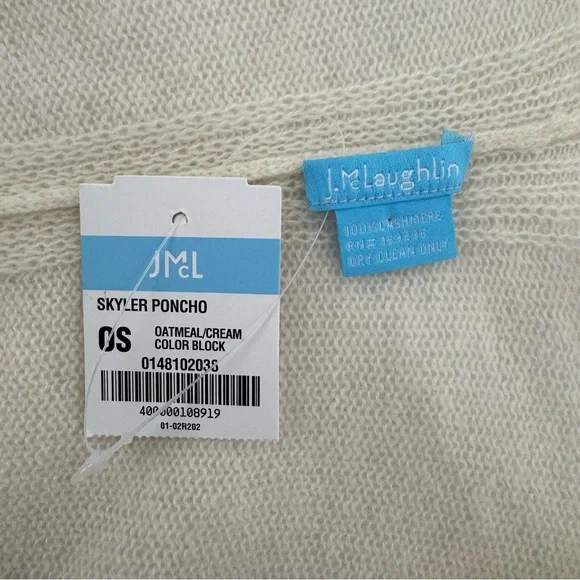 J.McLaughlin
100% CASHMERE
DRY CLEAN ONLY
JMcL
SKYLER PONCHO
OS
OATMEAL/CREAM
COLOR BLOCK
0148102036
400000108919
01-02R202